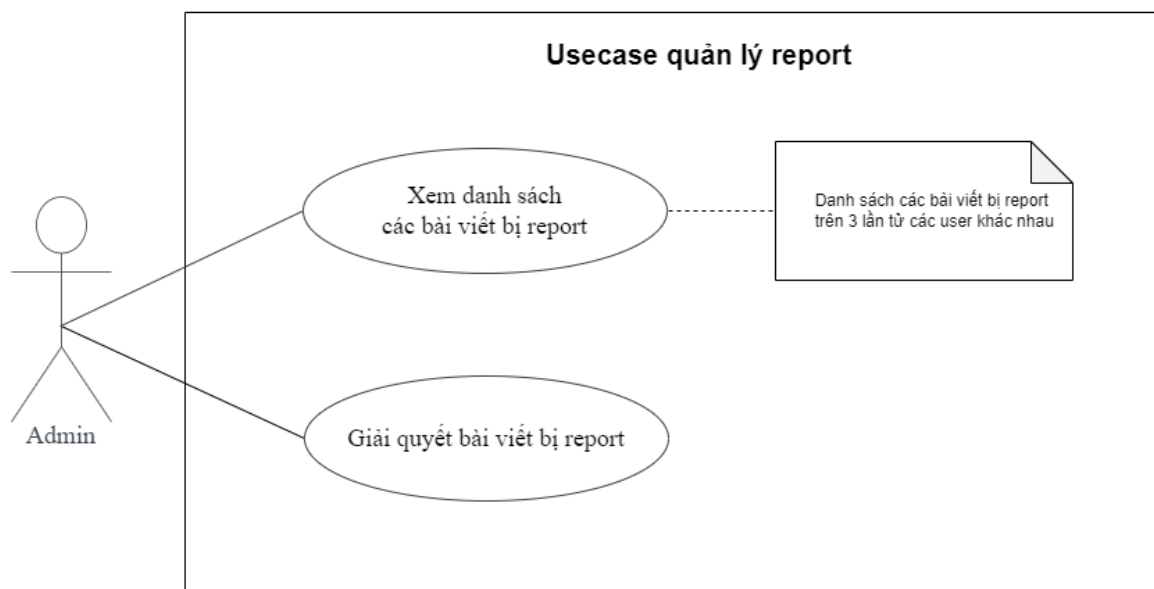 Usecase quản lý report
Xem danh sách
các bài viết bị report
Danh sách các bài viết bị report
trên 3 lần tử các user khác nhau
Admin
Giải quyết bài viết bị report